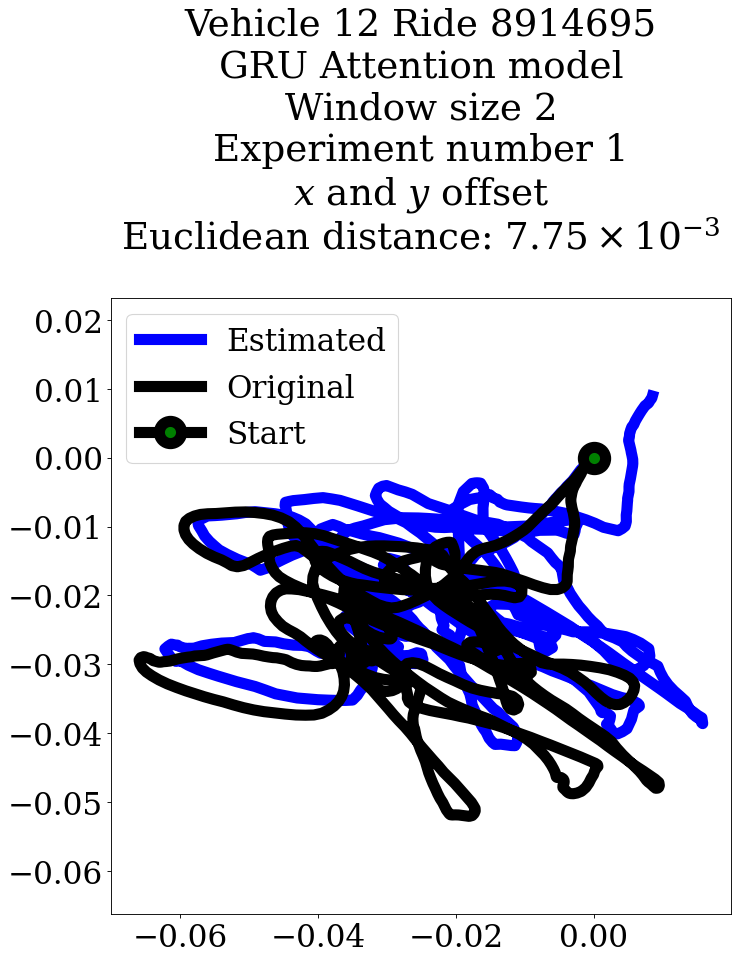 Vehicle 12 Ride 8914695
GRU Attention model
Window size 2
Experiment number 1
x and y offset
Euclidean distance: 7.75 × 10⁻³
Estimated
Original
Start
0.02
0.01
0.00
−0.01
−0.02
−0.03
−0.04
−0.05
−0.06
−0.06 −0.04 −0.02 0.00